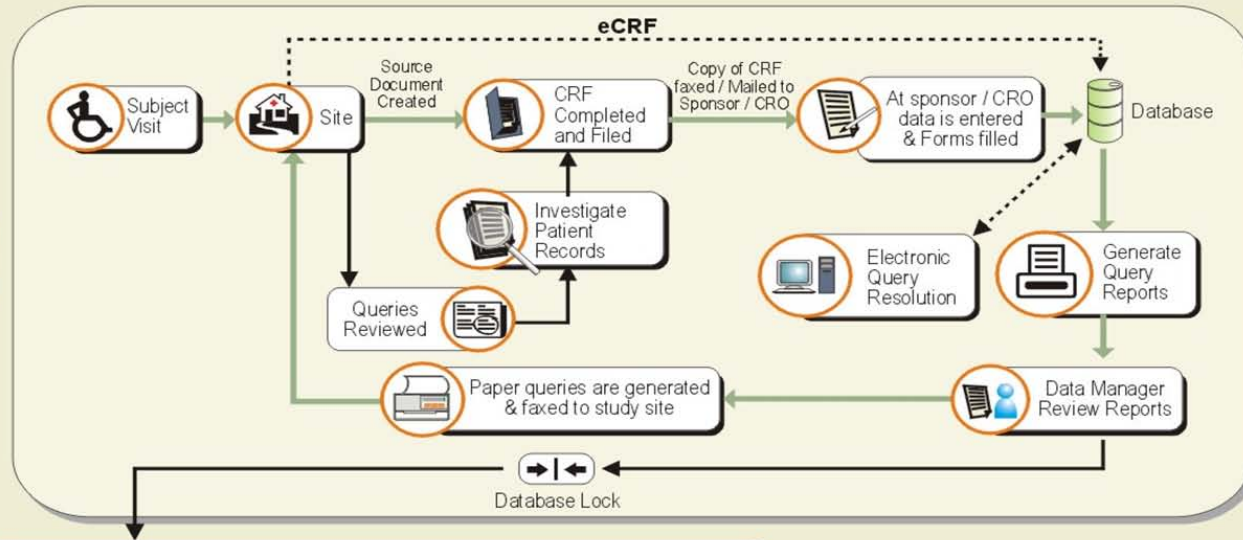 eCRF
Subject
Visit
Site
Source
Document
Created
CRF
Completed
and Filed
Copy of CRF
faxed / Mailed to
Sponsor / CRO
At sponsor / CRO
data is entered
& Forms filled
Database
Investigate
Patient
Records
Queries
Reviewed
Electronic
Query
Resolution
Generate
Query
Reports
Paper queries are generated
& faxed to study site
Data Manager
Review Reports
Database Lock